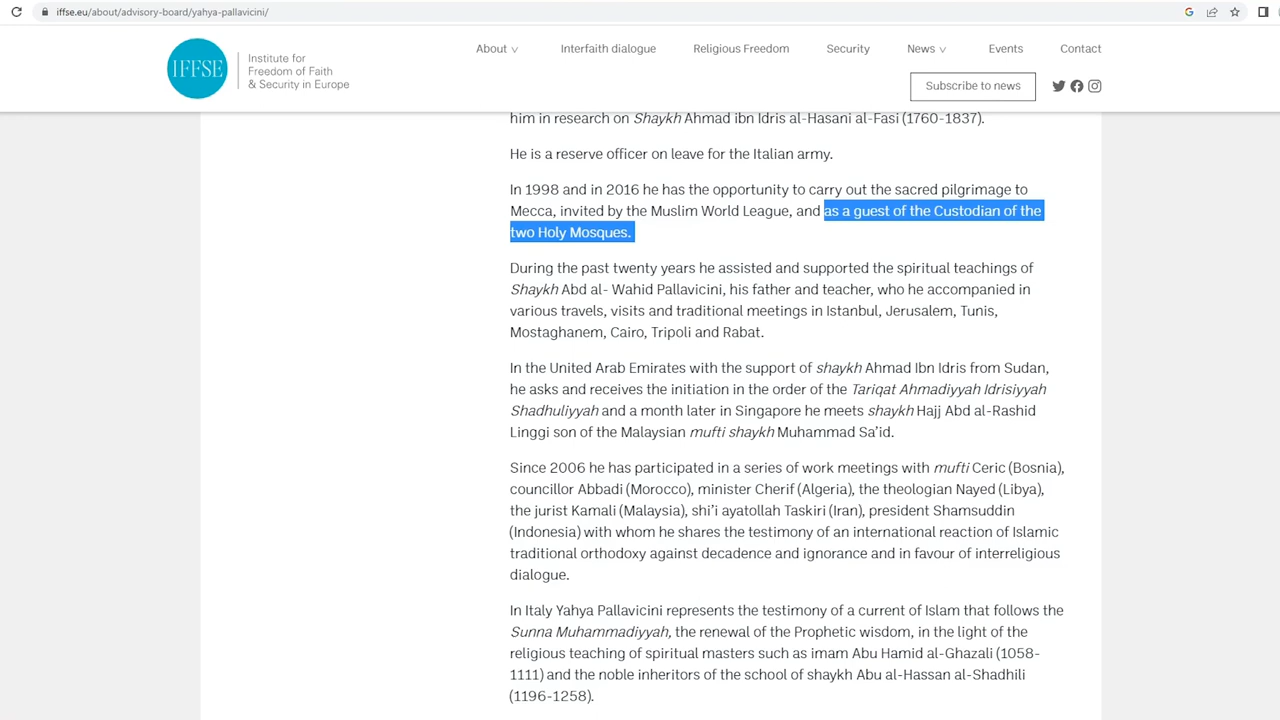 iffse.eu/about/advisory-board/yahya-pallavicini/
IFFSE
Institute for
Freedom of Faith
& Security in Europe
About
Interfaith dialogue
Religious Freedom
Security
News
Events
Contact
Subscribe to news
him in research on Shaykh Ahmad ibn Idris al-Hasani al-Fasi (1760-1837).
He is a reserve officer on leave for the Italian army.
In 1998 and in 2016 he has the opportunity to carry out the sacred pilgrimage to
Mecca, invited by the Muslim World League, and as a guest of the Custodian of the
two Holy Mosques.
During the past twenty years he assisted and supported the spiritual teachings of
Shaykh Abd al- Wahid Pallavicini, his father and teacher, who he accompanied in
various travels, visits and traditional meetings in Istanbul, Jerusalem, Tunis,
Mostaghanem, Cairo, Tripoli and Rabat.
In the United Arab Emirates with the support of shaykh Ahmad Ibn Idris from Sudan,
he asks and receives the initiation in the order of the Tariqat Ahmadiyyah Idrisiyyah
Shadhuliyyah and a month later in Singapore he meets shaykh Hajj Abd al-Rashid
Linggi son of the Malaysian mufti shaykh Muhammad Sa’id.
Since 2006 he has participated in a series of work meetings with mufti Ceric (Bosnia),
councillor Abbadi (Morocco), minister Cherif (Algeria), the theologian Nayed (Libya),
the jurist Kamali (Malaysia), shi’i ayatollah Taskiri (Iran), president Shamsuddin
(Indonesia) with whom he shares the testimony of an international reaction of Islamic
traditional orthodoxy against decadence and ignorance and in favour of interreligious
dialogue.
In Italy Yahya Pallavicini represents the testimony of a current of Islam that follows the
Sunna Muhammadiyyah, the renewal of the Prophetic wisdom, in the light of the
religious teaching of spiritual masters such as imam Abu Hamid al-Ghazali (1058-
1111) and the noble inheritors of the school of shaykh Abu al-Hassan al-Shadhili
(1196-1258).